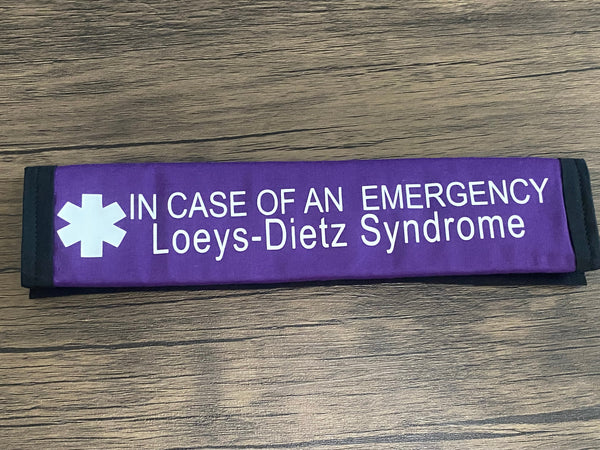 IN CASE OF AN EMERGENCY
Loeys-Dietz Syndrome